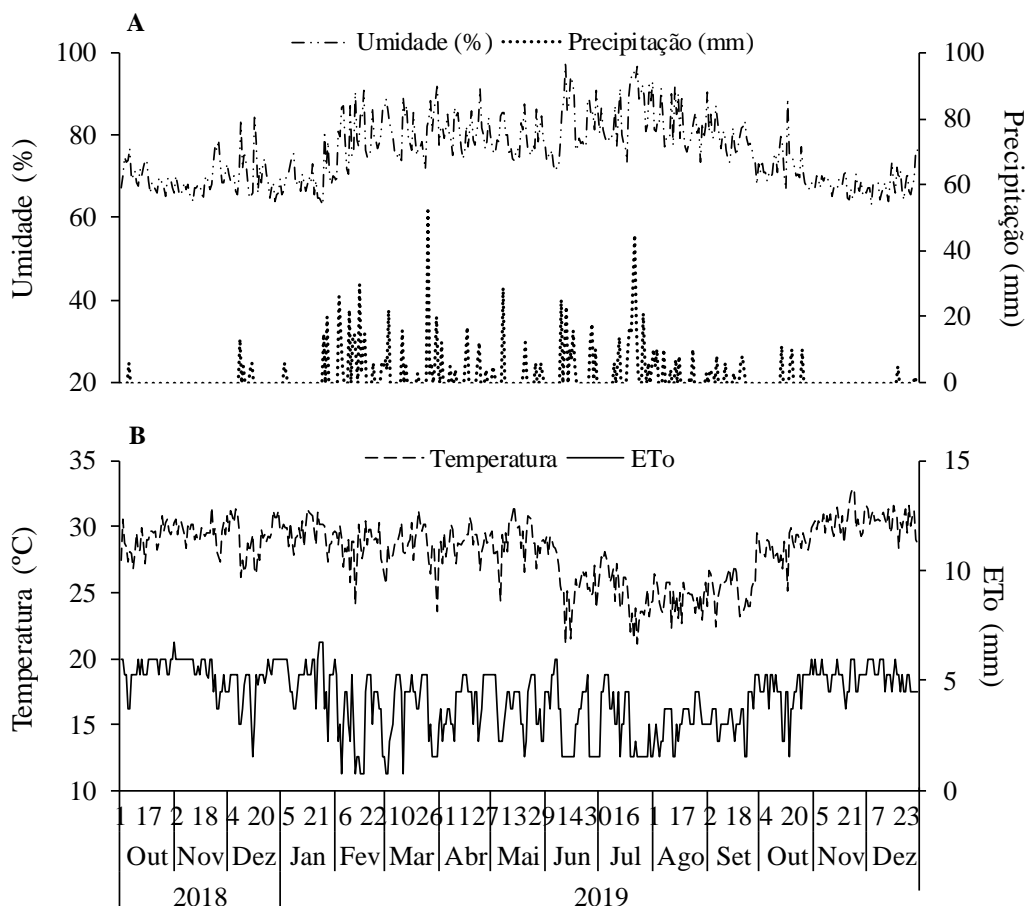 A
Umidade (%) Precipitação (mm)
100 100
80 80
60 60
40 40
20 20
20 0
Umidade (%)
Precipitação (mm)
B
Temperatura ETo
35 15
30
25 10
20
15 5
10 0
Temperatura (ºC)
ETo (mm)
1 17 2 18 4 20 5 21 6 22 10 26 11 27 13 29 14 30 16 1 17 2 18 4 20 5 21 7 23
Out Nov Dez Jan Fev Mar Abr Mai Jun Jul Ago Set Out Nov Dez
2018 2019